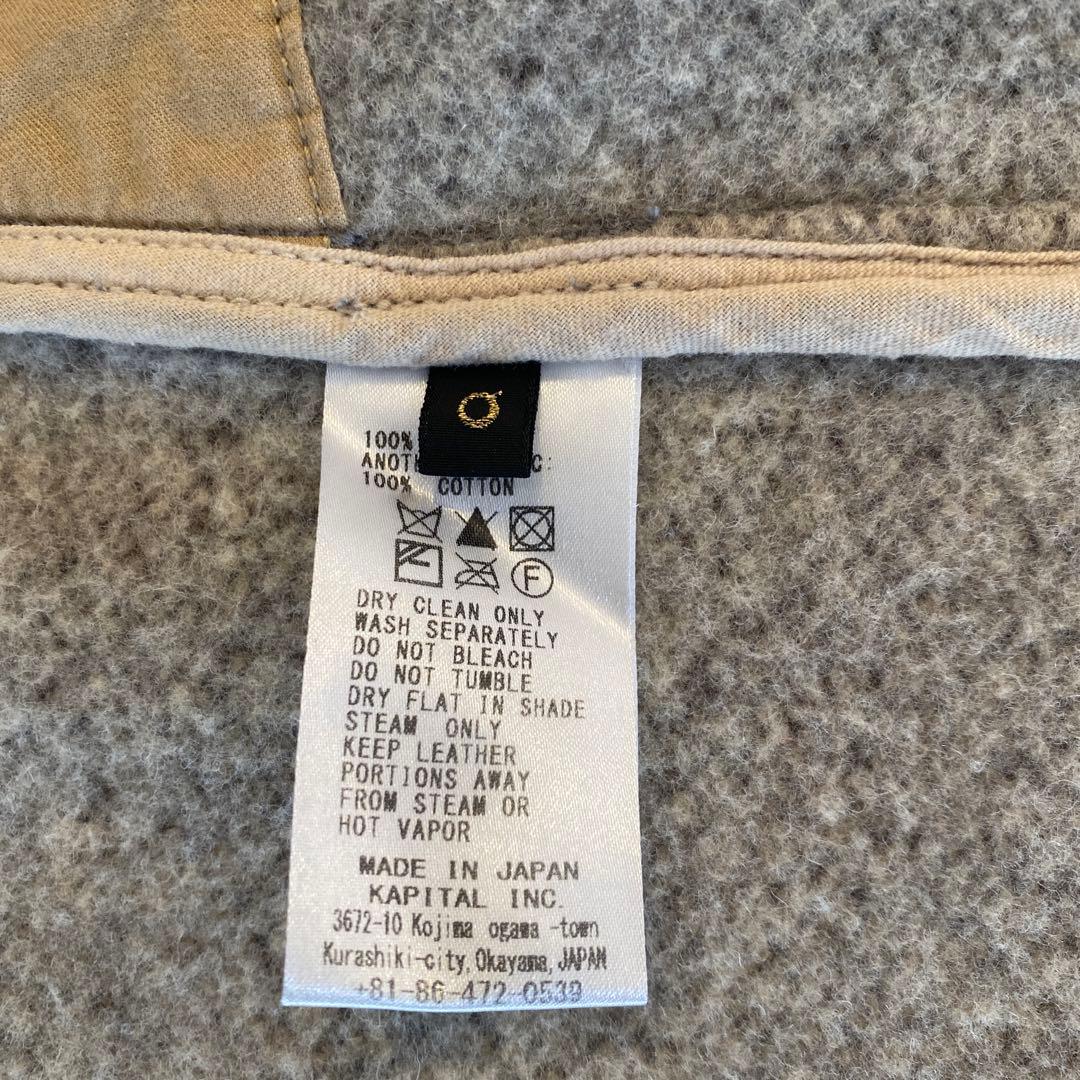 100%
100% COTTON
F
DRY CLEAN ONLY
WASH SEPARATELY
DO NOT BLEACH
DO NOT TUMBLE
DRY FLAT IN SHADE
STEAM ONLY
KEEP LEATHER
PORTIONS AWAY
FROM STEAM OR
HOT VAPOR
MADE IN JAPAN
KAPITAL INC.
3672-10 Kojima ogawa -town
Kurashiki-city, Okayama, JAPAN
+81-86-472-0539